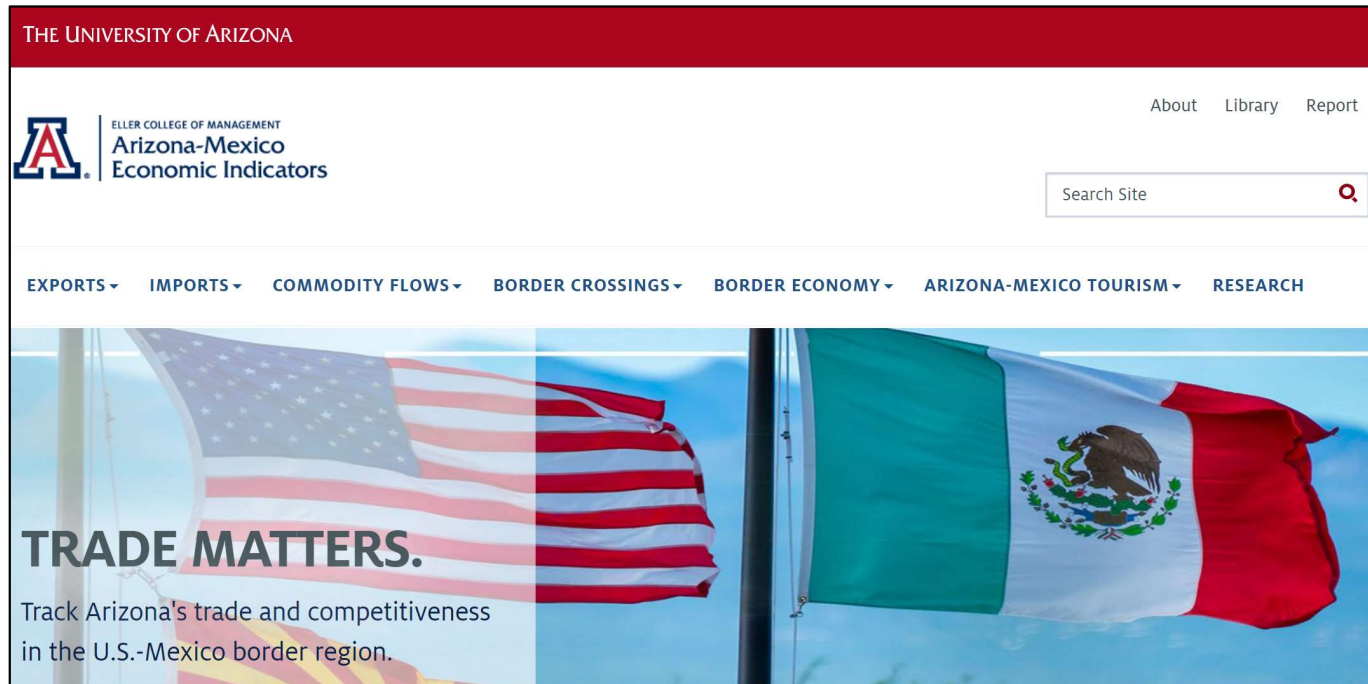 THE UNIVERSITY OF ARIZONA
About Library Report
A
ELLER COLLEGE OF MANAGEMENT
Arizona-Mexico
Economic Indicators
Search Site
EXPORTS IMPORTS COMMODITY FLOWS BORDER CROSSINGS BORDER ECONOMY ARIZONA-MEXICO TOURISM RESEARCH
TRADE MATTERS.
Track Arizona's trade and competitiveness
in the U.S.-Mexico border region.